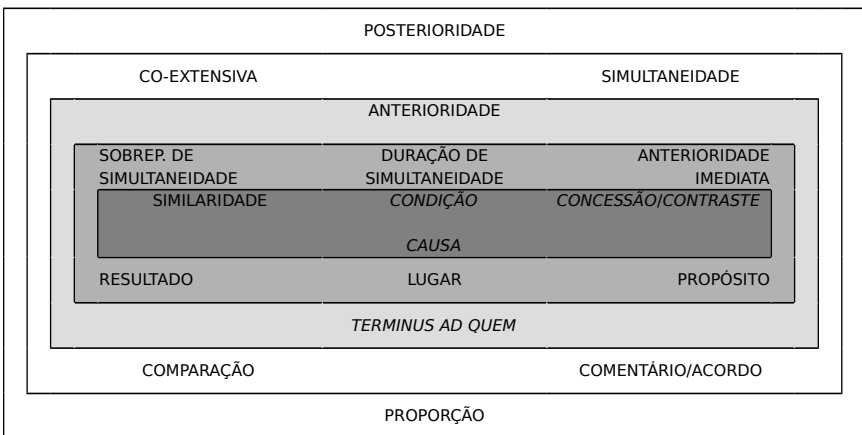 POSTERIORIDADE
CO-EXTENSIVA SIMULTANEIDADE
ANTERIORIDADE
SOBREP. DE DURAÇÃO DE ANTERIORIDADE
SIMULTANEIDADE SIMULTANEIDADE IMEDIATA
SIMILARIDADE CONDIÇÃO CONCESSÃO/CONTRASTE
CAUSA
RESULTADO LUGAR PROPÓSITO
TERMINUS AD QUEM
COMPARAÇÃO COMENTÁRIO/ACORDO
PROPORÇÃO